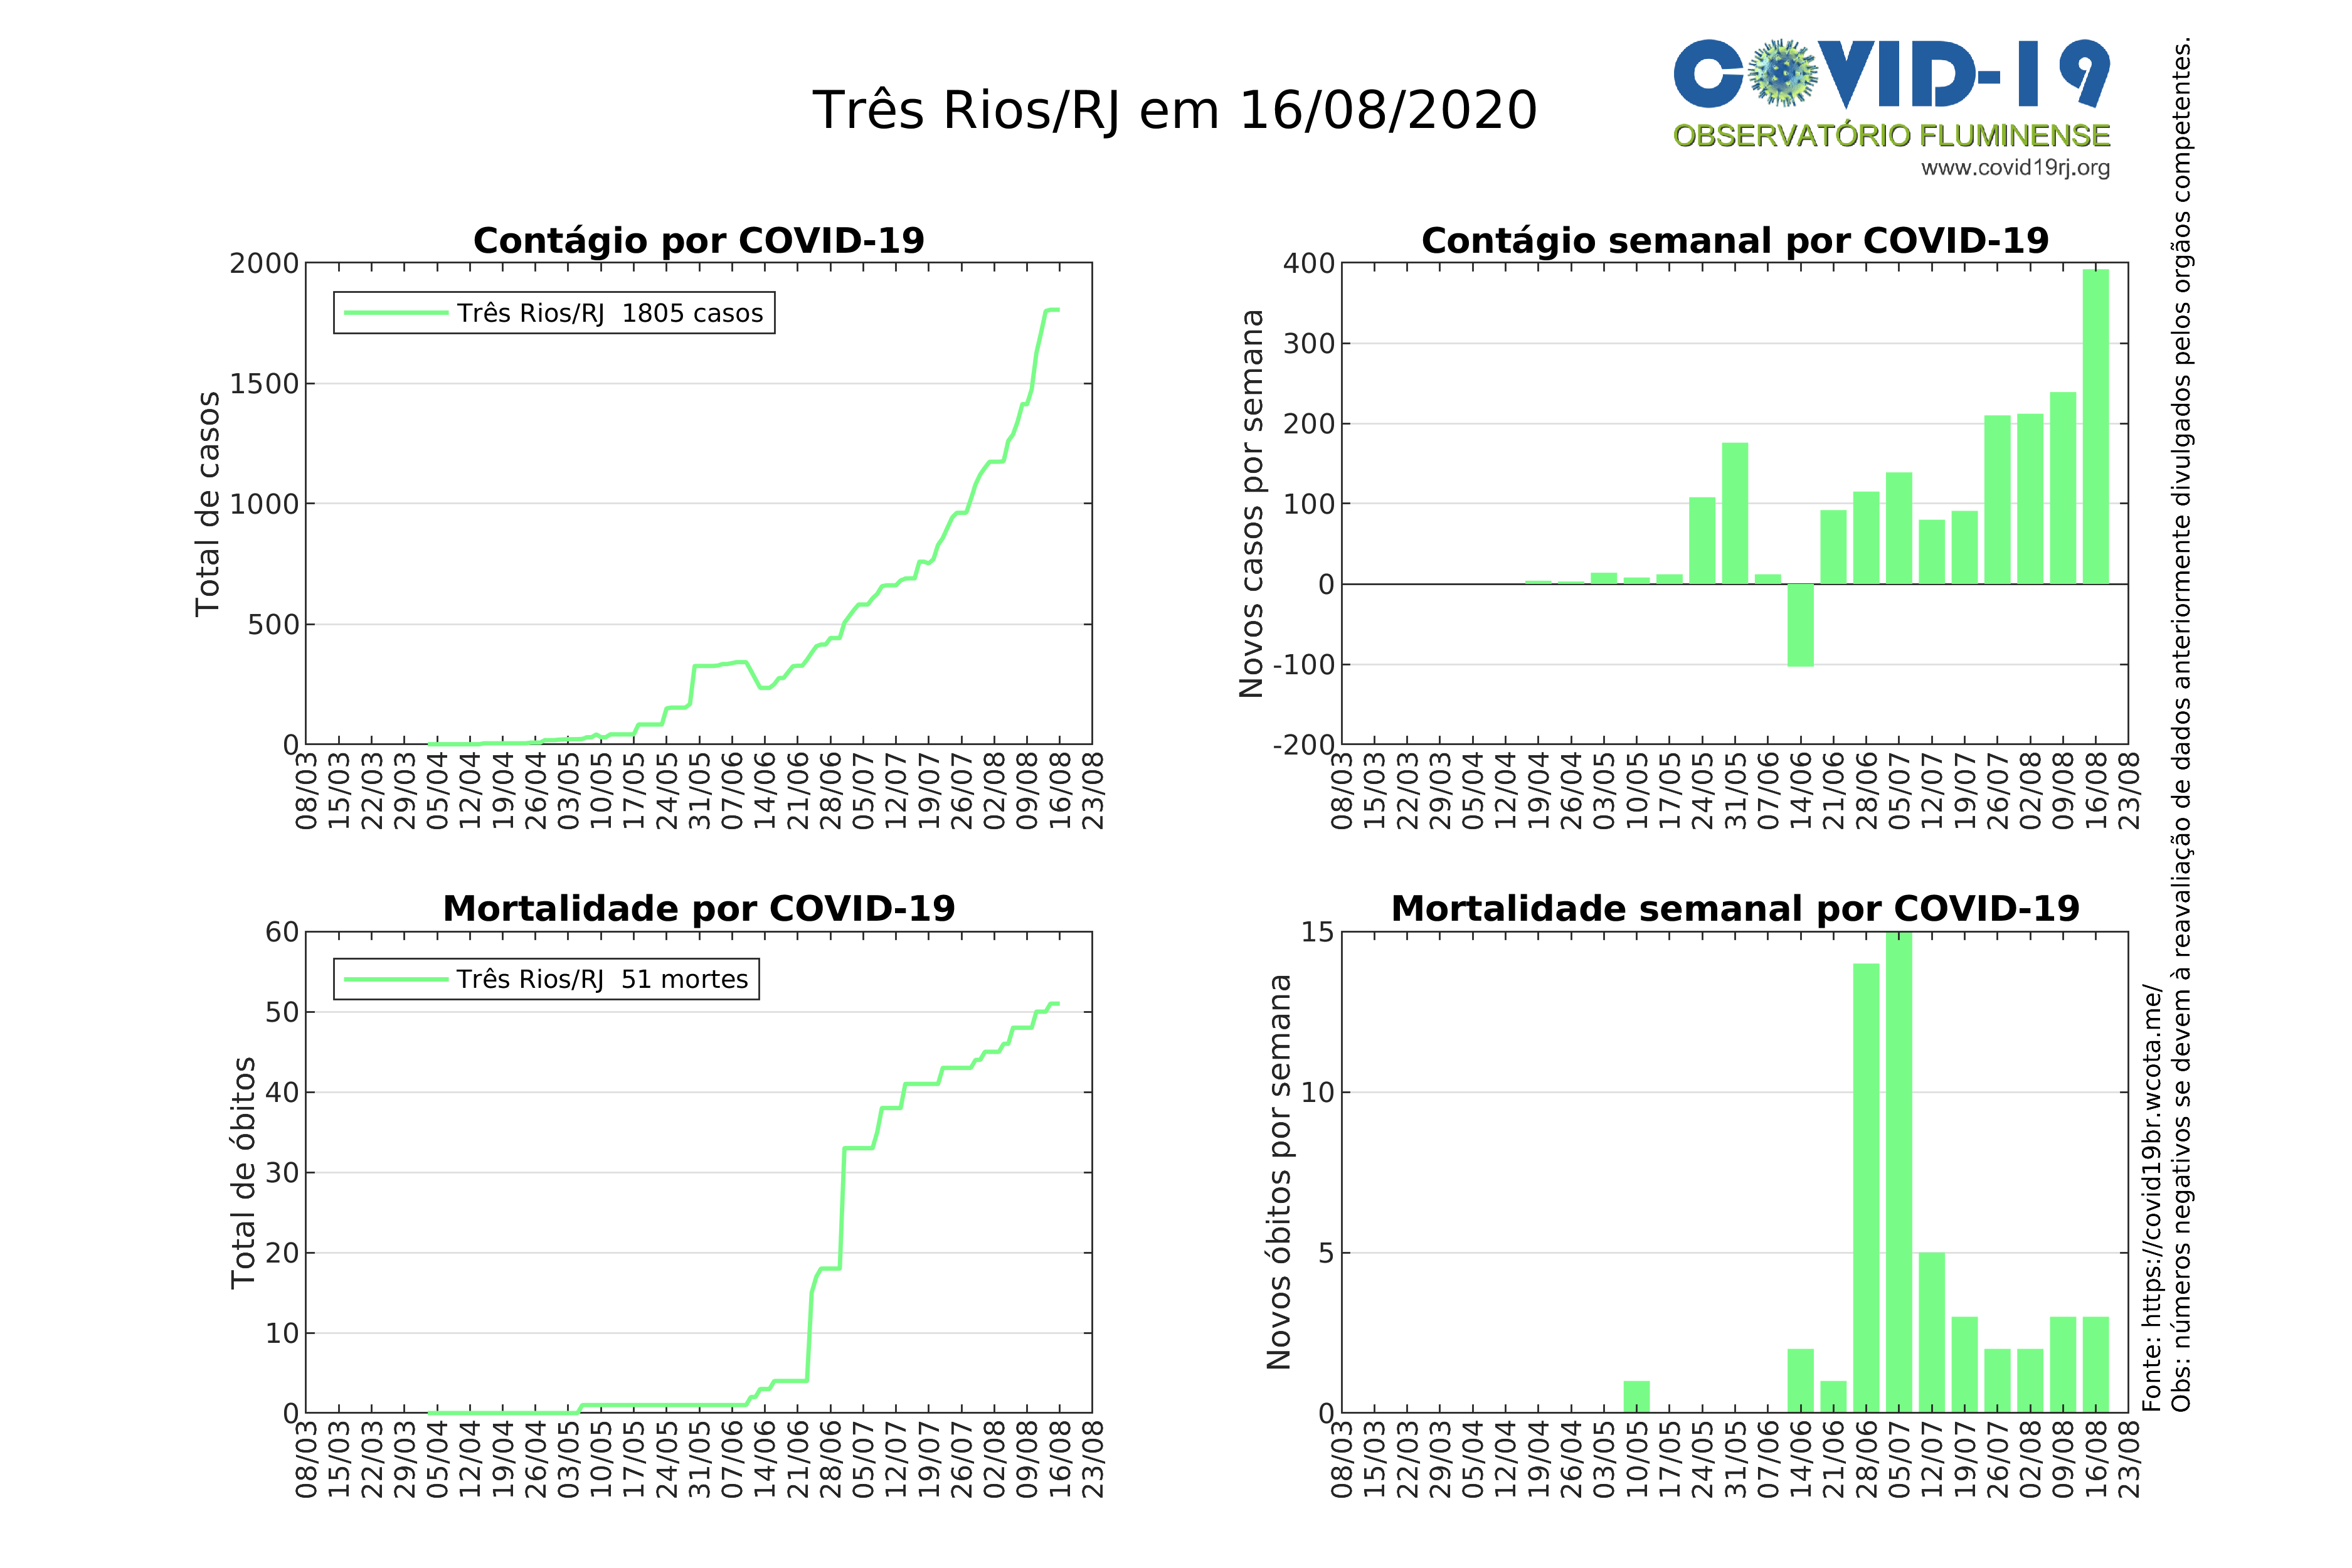 Três Rios/RJ em 16/08/2020
COVID-19
OBSERVATÓRIO FLUMINENSE
www.covid19rj.org
Contágio por COVID-19
Total de casos
2000
1500
1000
500
0
Três Rios/RJ 1805 casos
08/03 15/03 22/03 29/03 05/04 12/04 19/04 26/04 03/05 10/05 17/05 24/05 31/05 07/06 14/06 21/06 28/06 05/07 12/07 19/07 26/07 02/08 09/08 16/08 23/08
Contágio semanal por COVID-19
Novos casos por semana
400
300
200
100
0
-100
-200
08/03 15/03 22/03 29/03 05/04 12/04 19/04 26/04 03/05 10/05 17/05 24/05 31/05 07/06 14/06 21/06 28/06 05/07 12/07 19/07 26/07 02/08 09/08 16/08 23/08
Mortalidade por COVID-19
Total de óbitos
60
50
40
30
20
10
0
Três Rios/RJ 51 mortes
08/03 15/03 22/03 29/03 05/04 12/04 19/04 26/04 03/05 10/05 17/05 24/05 31/05 07/06 14/06 21/06 28/06 05/07 12/07 19/07 26/07 02/08 09/08 16/08 23/08
Mortalidade semanal por COVID-19
Novos óbitos por semana
15
10
5
0
08/03 15/03 22/03 29/03 05/04 12/04 19/04 26/04 03/05 10/05 17/05 24/05 31/05 07/06 14/06 21/06 28/06 05/07 12/07 19/07 26/07 02/08 09/08 16/08 23/08
Fonte: https://covid19br.wcota.me/
Obs: números negativos se devem à reavaliação de dados anteriormente divulgados pelos orgãos competentes.